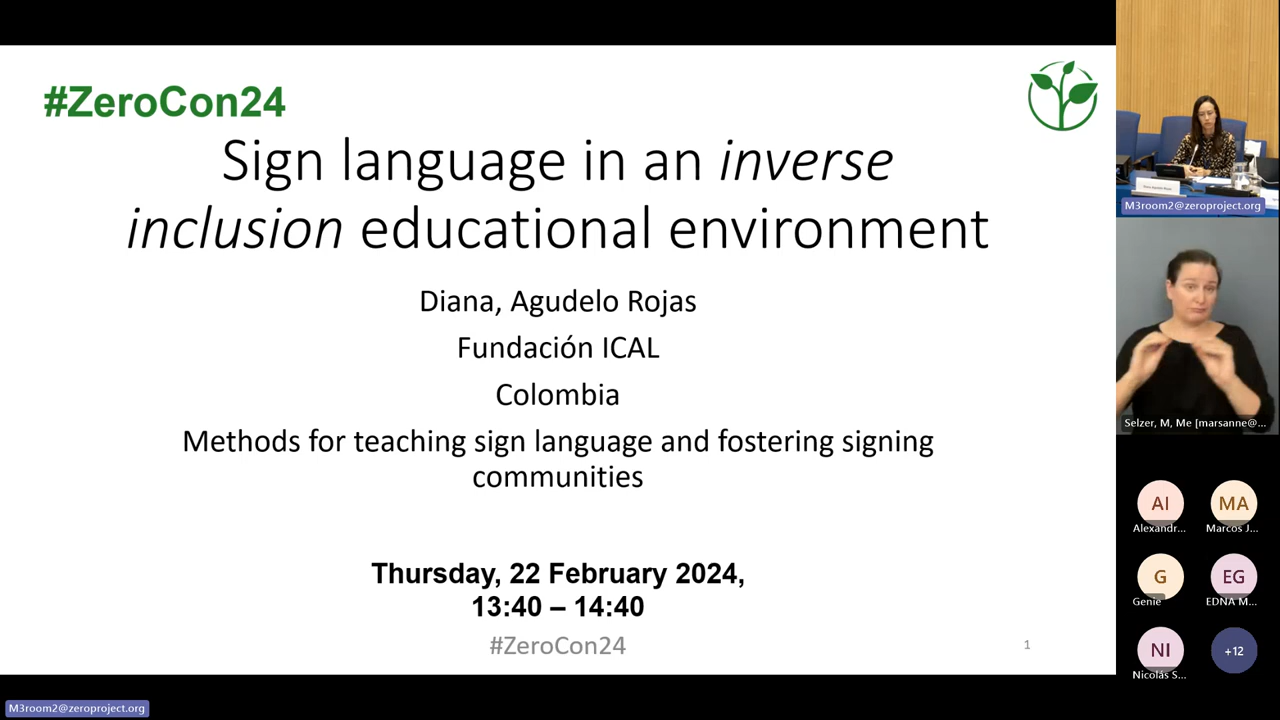 #ZeroCon24
Sign language in an inverse
inclusion educational environment
Diana, Agudelo Rojas
Fundación ICAL
Colombia
Methods for teaching sign language and fostering signing
communities
Thursday, 22 February 2024,
13:40 – 14:40
#ZeroCon24
1
M3room2@zeroproject.org
M3room2@zeroproject.org
Selzer, M, Me [marsanne@...
AI
Alexandr...
MA
Marcos J...
G
Genie
EG
EDNA M...
NI
Nicolás S...
+12